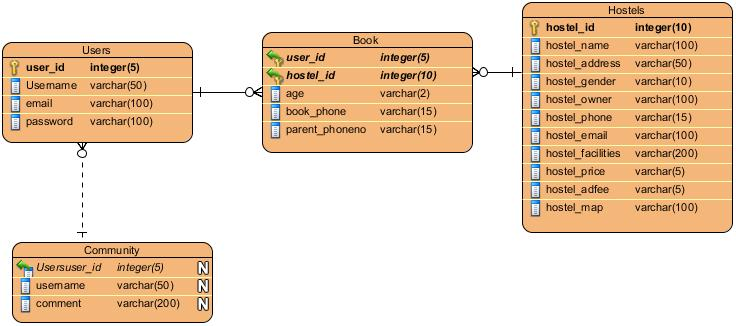 Users
user_id integer(5)
Username varchar(50)
email varchar(100)
password varchar(100)
Book
user_id integer(5)
hostel_id integer(10)
age varchar(2)
book_phone varchar(15)
parent_phoneno varchar(15)
Hostels
hostel_id integer(10)
hostel_name varchar(100)
hostel_address varchar(50)
hostel_gender varchar(10)
hostel_owner varchar(100)
hostel_phone varchar(15)
hostel_email varchar(100)
hostel_facilities varchar(200)
hostel_price varchar(5)
hostel_adfee varchar(5)
hostel_map varchar(100)
Community
Usersuser_id integer(5) N
username varchar(50) N
comment varchar(200) N